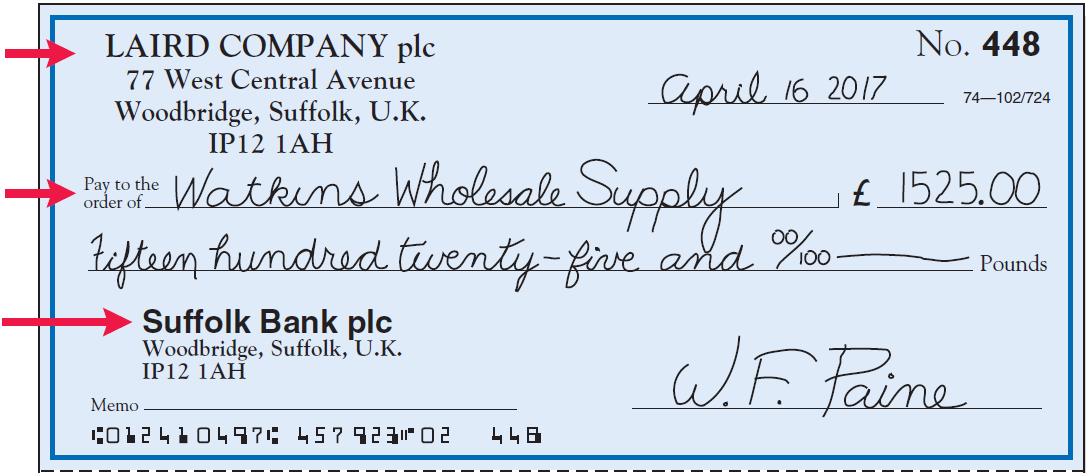 LAIRD COMPANY plc
No. 448
77 West Central Avenue
April 16 2017
74—102/724
Woodbridge, Suffolk, U.K.
IP12 1AH
Pay to the order of Watkins Wholesale Supply £ 1525.00
Fifteen hundred twenty-five and 00/100 Pounds
Suffolk Bank plc
Woodbridge, Suffolk, U.K.
IP12 1AH
W. F. Paine
Memo
⑆012410497⑆ 457 923⑈02 448